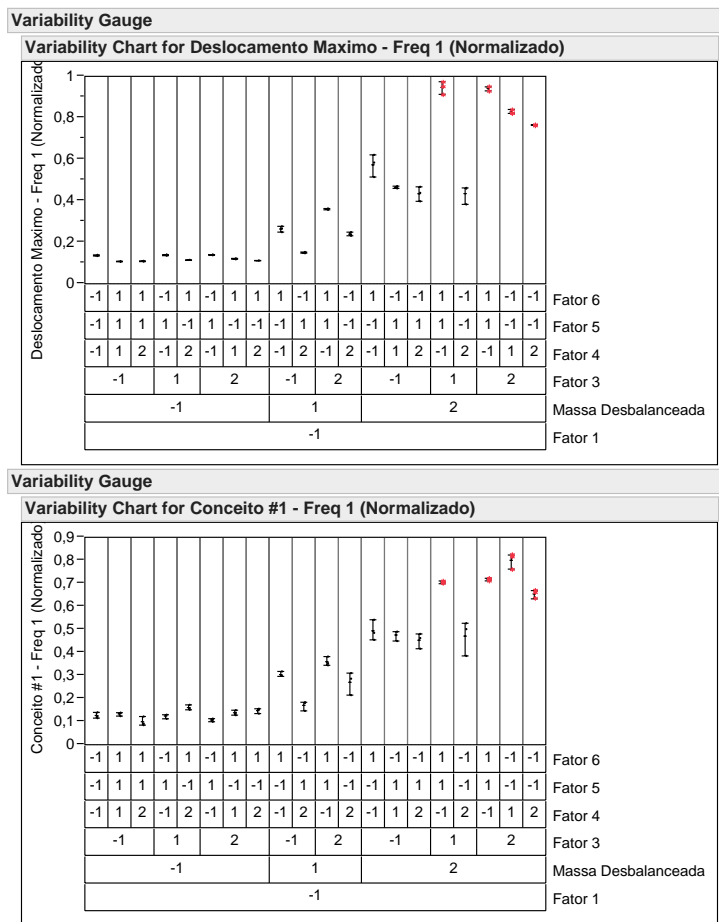 Variability Gauge
Variability Chart for Deslocamento Maximo - Freq 1 (Normalizado)
Deslocamento Maximo - Freq 1 (Normalizado
1
0,8
0,6
0,4
0,2
0
-1 1 1 -1 1 -1 1 1 1 -1 1 -1 1 -1 -1 1 -1 1 -1 -1 Fator 6
-1 1 1 1 -1 1 -1 -1 -1 1 1 -1 -1 1 1 1 -1 1 -1 -1 Fator 5
-1 1 2 -1 2 -1 1 2 -1 2 -1 2 -1 1 2 -1 2 -1 1 2 Fator 4
-1 1 2 -1 2 -1 1 2 Fator 3
-1 1 2 Massa Desbalanceada
-1 Fator 1
Variability Gauge
Variability Chart for Conceito #1 - Freq 1 (Normalizado)
Conceito #1 - Freq 1 (Normalizado
0,9
0,8
0,7
0,6
0,5
0,4
0,3
0,2
0,1
0
-1 1 1 -1 1 -1 1 1 1 -1 1 -1 1 -1 -1 1 -1 1 -1 -1 Fator 6
-1 1 1 1 -1 1 -1 -1 -1 1 1 -1 -1 1 1 1 -1 1 -1 -1 Fator 5
-1 1 2 -1 2 -1 1 2 -1 2 -1 2 -1 1 2 -1 2 -1 1 2 Fator 4
-1 1 2 -1 2 -1 1 2 Fator 3
-1 1 2 Massa Desbalanceada
-1 Fator 1